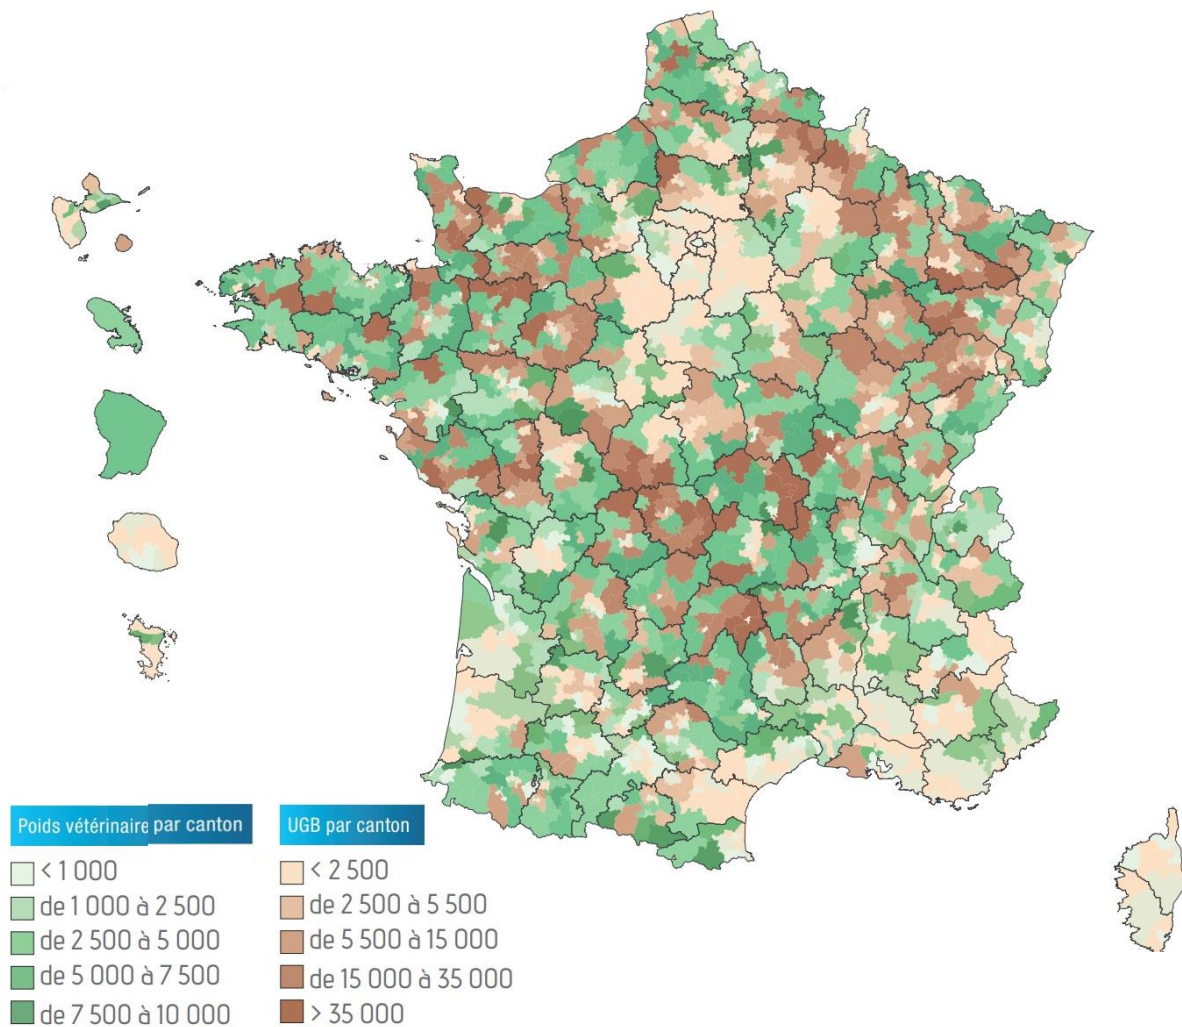 Poids vétérinaire par canton
< 1 000
de 1 000 à 2 500
de 2 500 à 5 000
de 5 000 à 7 500
de 7 500 à 10 000
UGB par canton
< 2 500
de 2 500 à 5 500
de 5 500 à 15 000
de 15 000 à 35 000
> 35 000